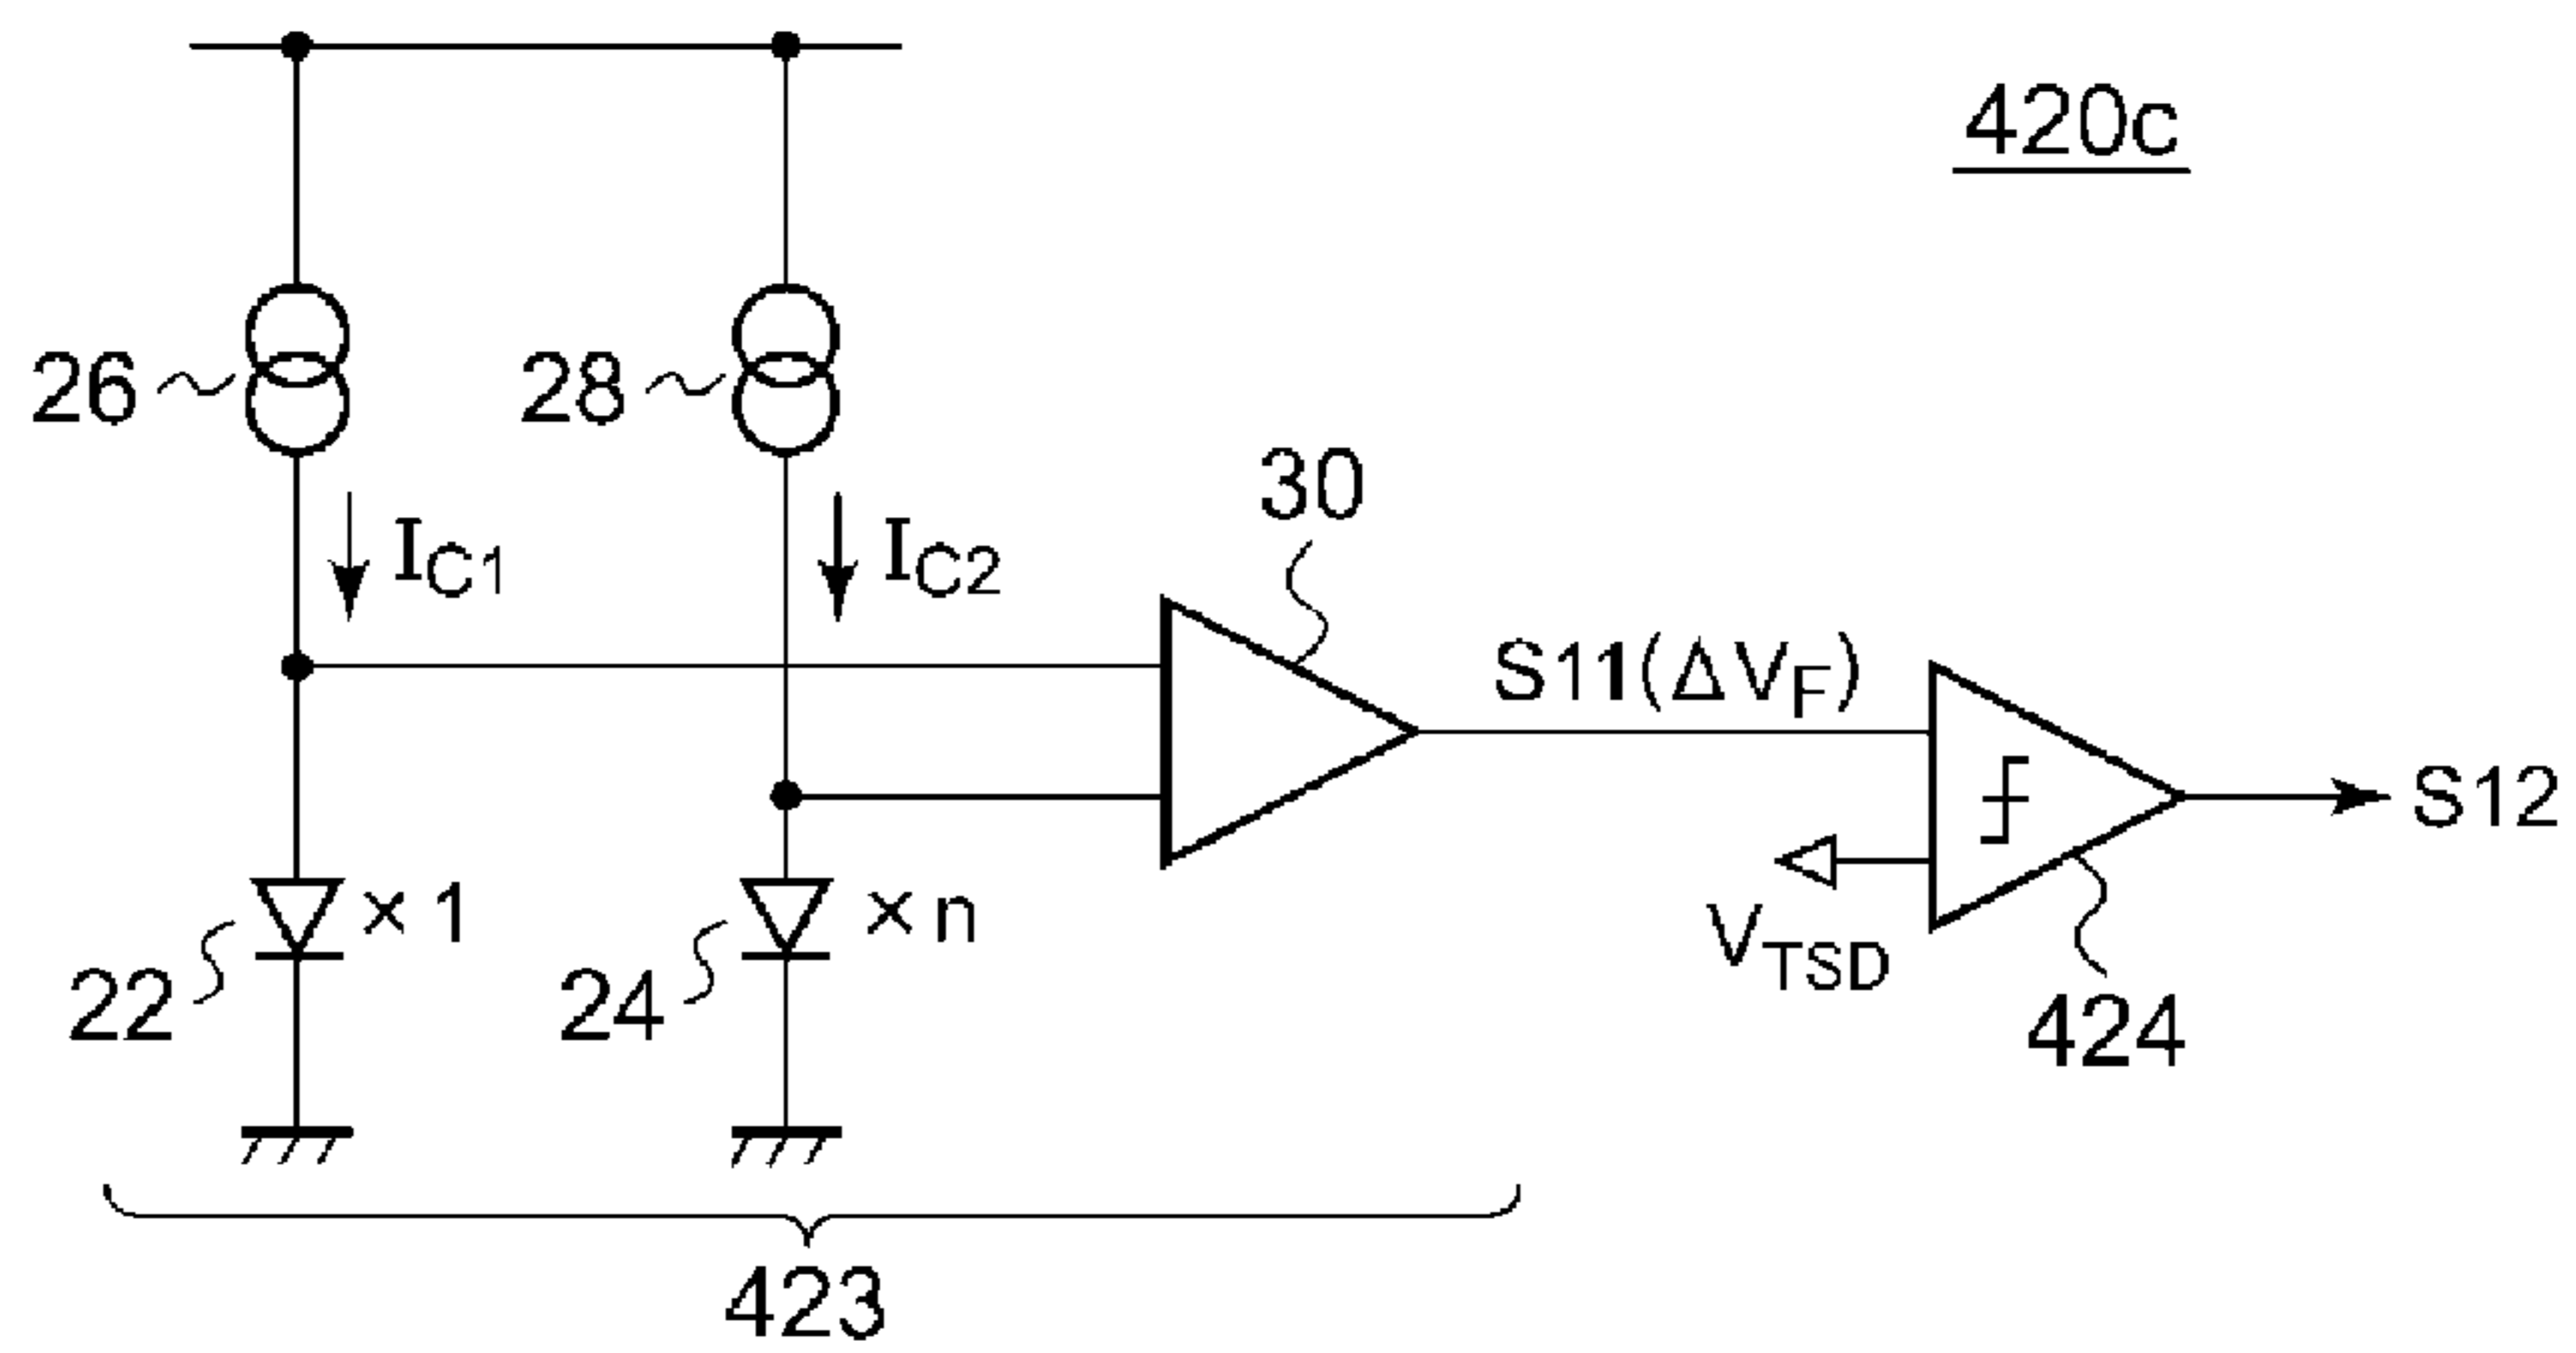 420c
26
28
30
I_C1
I_C2
S11(ΔV_F)
S12
×1
×n
V_TSD
22
24
424
423